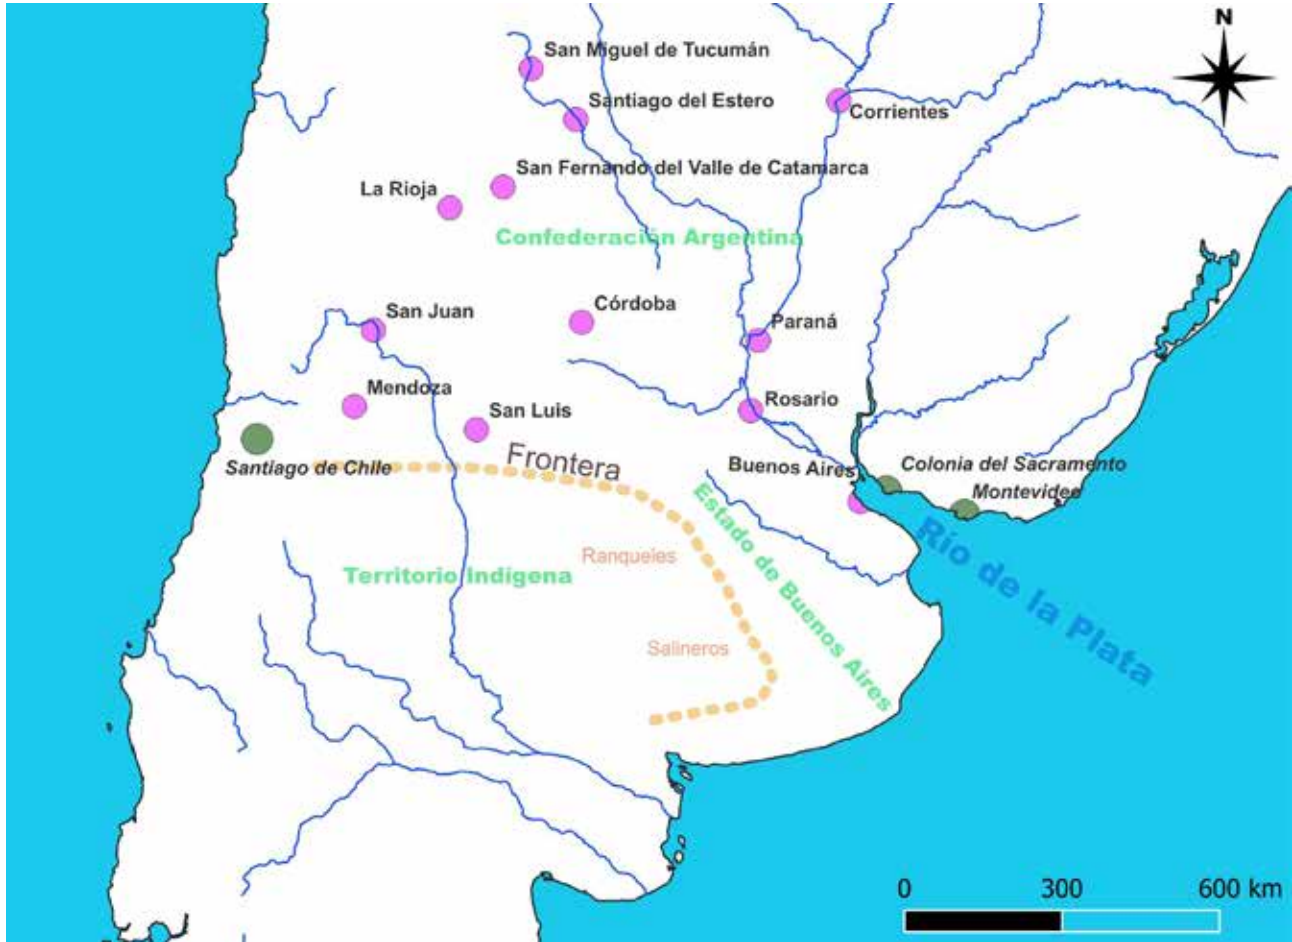 N
San Miguel de Tucumán
Santiago del Estero
Corrientes
San Fernando del Valle de Catamarca
La Rioja
Confederación Argentina
San Juan
Córdoba
Paraná
Mendoza
San Luis
Rosario
Frontera
Santiago de Chile
Buenos Aires
Colonia del Sacramento
Montevideo
Estado de Buenos Aires
Río de la Plata
Ranqueles
Territorio Indígena
Salineros
0 300 600 km